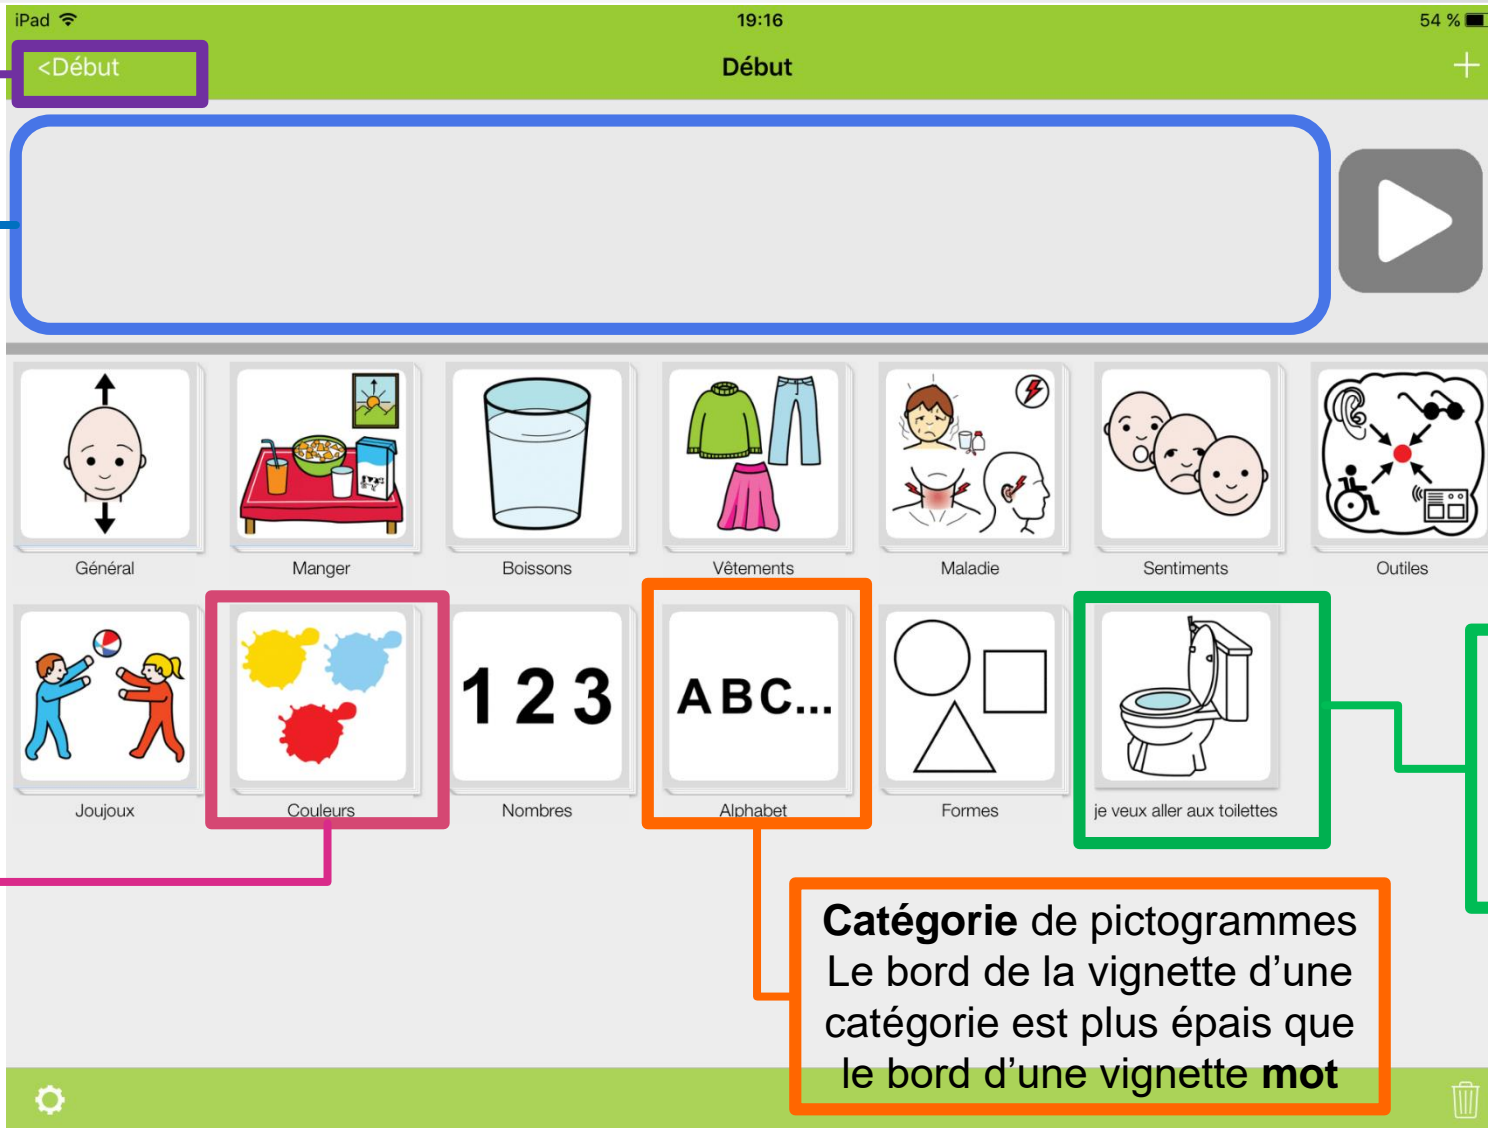 iPad 19:16 54 %
<Début Début +
Général Manger Boissons Vêtements Maladie Sentiments Outiles
1 2 3 A B C...
Joujoux Couleurs Nombres Alphabet Formes je veux aller aux toilettes
Catégorie de pictogrammes
Le bord de la vignette d’une
catégorie est plus épais que
le bord d’une vignette mot